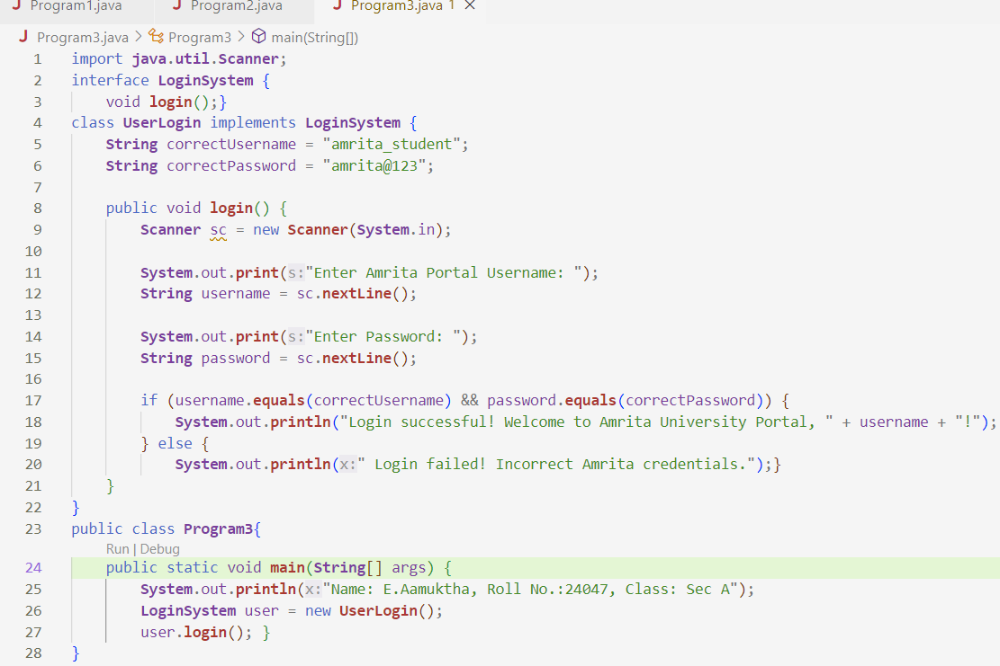 Program1.java Program2.java Program3.java 1 ×
Program3.java > Program3 > main(String[])
1 import java.util.Scanner;
2 interface LoginSystem {
3 void login();}
4 class UserLogin implements LoginSystem {
5 String correctUsername = "amrita_student";
6 String correctPassword = "amrita@123";
7
8 public void login() {
9 Scanner sc = new Scanner(System.in);
10
11 System.out.print(s:"Enter Amrita Portal Username: ");
12 String username = sc.nextLine();
13
14 System.out.print(s:"Enter Password: ");
15 String password = sc.nextLine();
16
17 if (username.equals(correctUsername) && password.equals(correctPassword)) {
18 System.out.println("Login successful! Welcome to Amrita University Portal, " + username + "!");
19 } else {
20 System.out.println(x:" Login failed! Incorrect Amrita credentials.");}
21 }
22 }
23 public class Program3{
Run | Debug
24 public static void main(String[] args) {
25 System.out.println(x:"Name: E.Aamuktha, Roll No.:24047, Class: Sec A");
26 LoginSystem user = new UserLogin();
27 user.login(); }
28 }